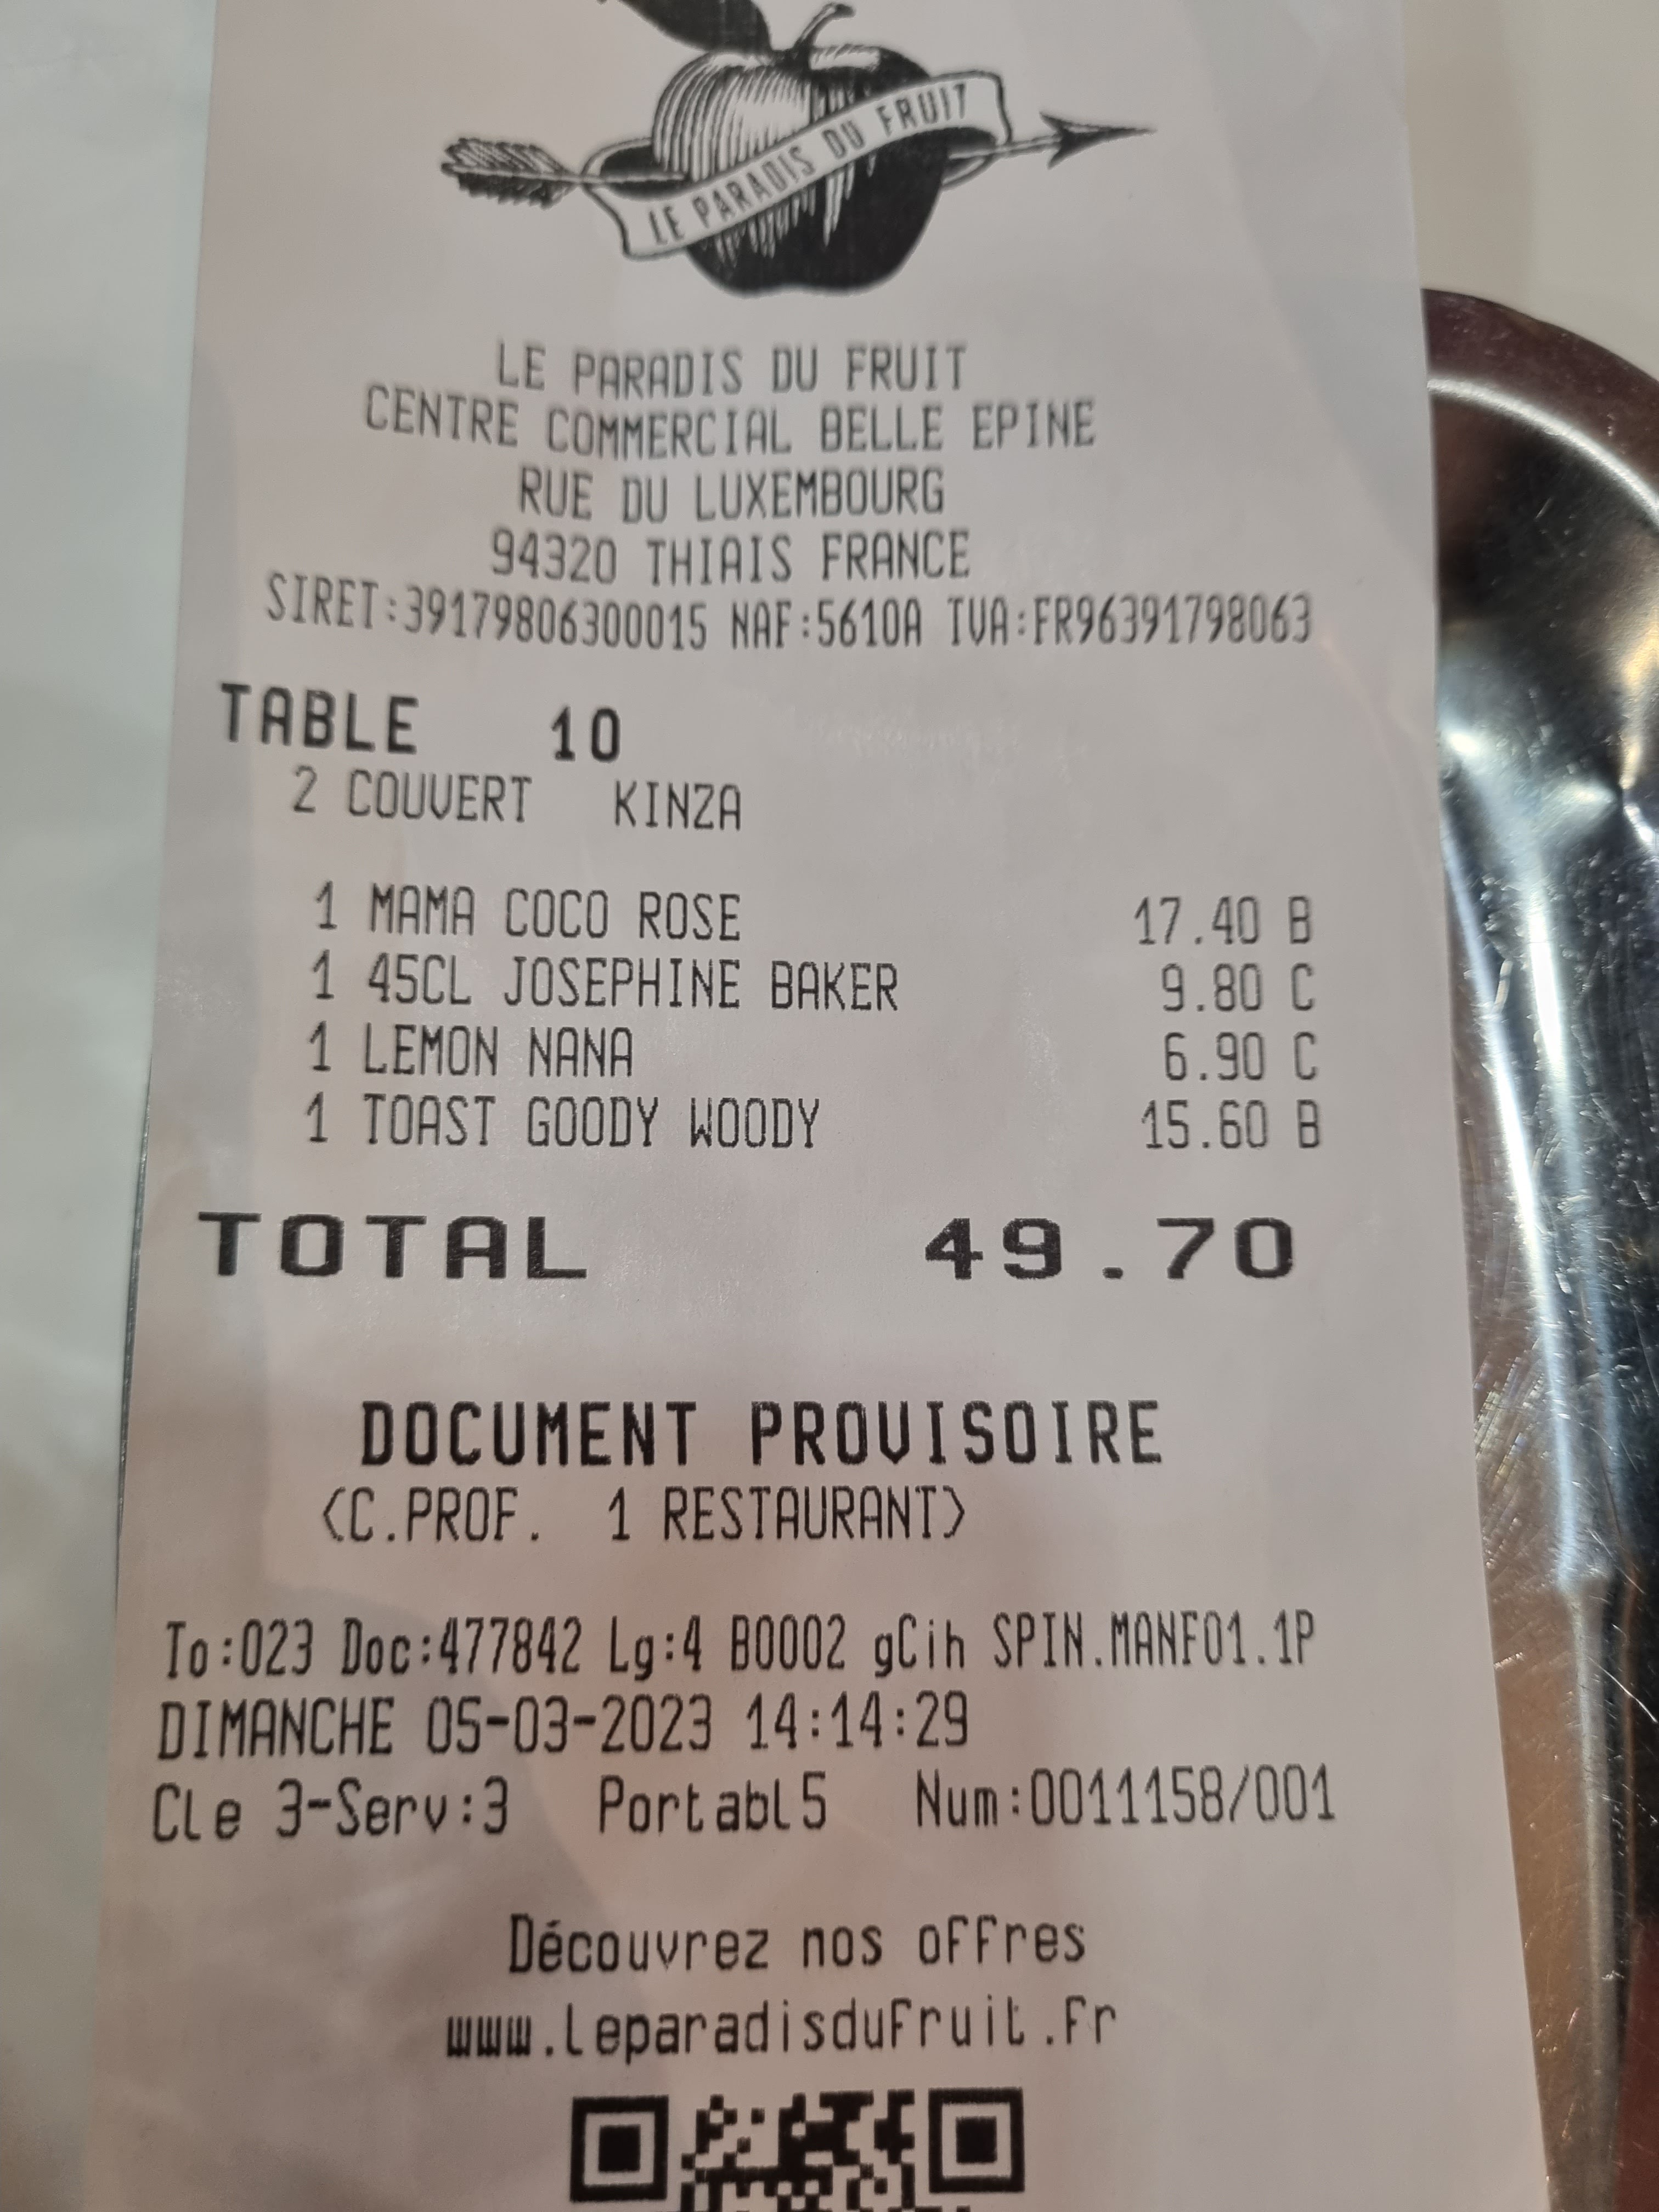 LE PARADIS DU FRUIT
LE PARADIS DU FRUIT
CENTRE COMMERCIAL BELLE EPINE
RUE DU LUXEMBOURG
94320 THIAIS FRANCE
SIRET:39179806300015 NAF:5610A TVA:FR96391798063
TABLE 10
2 COUVERT KINZA
1 MAMA COCO ROSE 17.40 B
1 45CL JOSEPHINE BAKER 9.80 C
1 LEMON NANA 6.90 C
1 TOAST GOODY WOODY 15.60 B
TOTAL 49.70
DOCUMENT PROVISOIRE
<C.PROF. 1 RESTAURANT>
To:023 Doc:477842 Lg:4 B0002 gCih SPIN.MANF01.1P
DIMANCHE 05-03-2023 14:14:29
Cle 3-Serv:3 Portabl5 Num:0011158/001
Découvrez nos offres
www.leparadisdufruit.fr